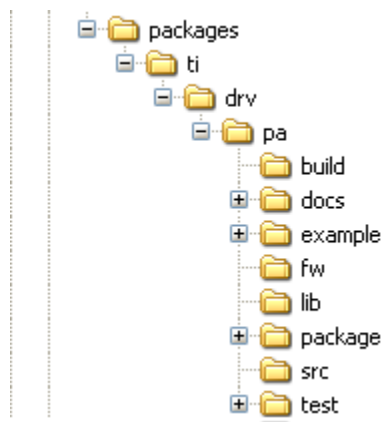 packages
ti
drv
pa
build
docs
example
fw
lib
package
src
test